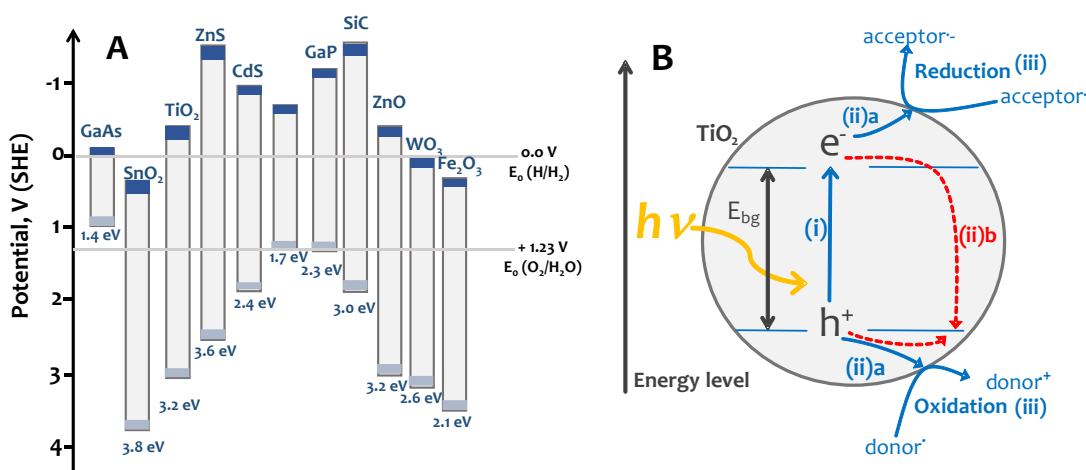 A
Potential, V (SHE)
-1
0
1
2
3
4
GaAs
SnO₂
TiO₂
ZnS
CdS
GaP
SiC
ZnO
WO₃
Fe₂O₃
1.4 eV
3.8 eV
3.2 eV
3.6 eV
2.4 eV
1.7 eV
2.3 eV
3.0 eV
3.2 eV
2.6 eV
2.1 eV
0.0 V
E₀ (H/H₂)
+ 1.23 V
E₀ (O₂/H₂O)
B
acceptor·-
Reduction (iii)
acceptor·
TiO₂
(ii)a
e⁻
E_bg
hν
(i)
(ii)b
h⁺
(ii)a
Energy level
donor⁺
Oxidation (iii)
donor·